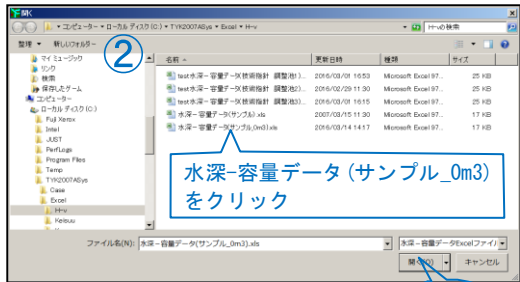 開く
▸ コンピューター ▸ ローカル ディスク (C:) ▸ TYK2007ASys ▸ Excel ▸ H-v
H-vの検索
整理 ▼ 新しいフォルダー
②
マイ ミュージック
リンク
検索
保存したゲーム
コンピューター
ローカル ディスク (C:)
Fuji Xerox
Intel
JUST
PerfLogs
Program Files
Temp
TYK2007ASys
Case
Excel
H-v
Keisuu
名前 更新日時 種類 サイズ
test水深－容量データ(技術指針 調整池)... 2016/03/01 16:53 Microsoft Excel 97... 25 KB
test水深－容量データ(技術指針 調整池2)... 2016/02/29 11:30 Microsoft Excel 97... 25 KB
test水深－容量データ(技術指針 調整池3)... 2016/03/01 16:15 Microsoft Excel 97... 25 KB
水深－容量データ(サンプル).xls 2007/03/15 11:30 Microsoft Excel 97... 17 KB
水深－容量データ(サンプル_0m3).xls 2016/03/14 14:17 Microsoft Excel 97... 17 KB
水深-容量データ(サンプル_0m3)
をクリック
ファイル名(N): 水深－容量データ(サンプル_0m3).xls
水深－容量データExcelファイ
開く(O) キャンセル